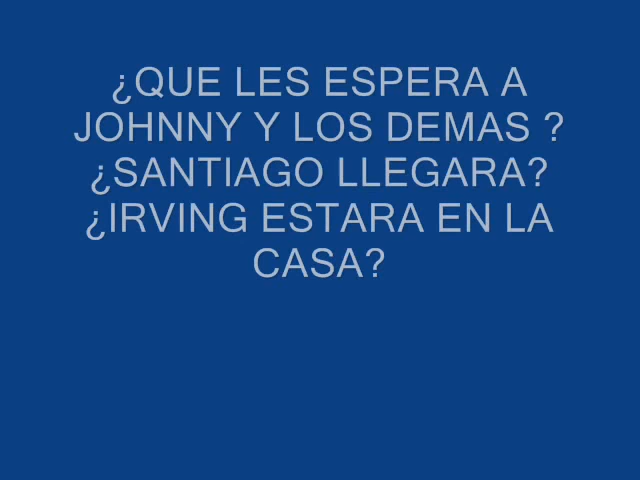 ¿QUE LES ESPERA A
JOHNNY Y LOS DEMAS ?
¿SANTIAGO LLEGARA?
¿IRVING ESTARA EN LA
CASA?